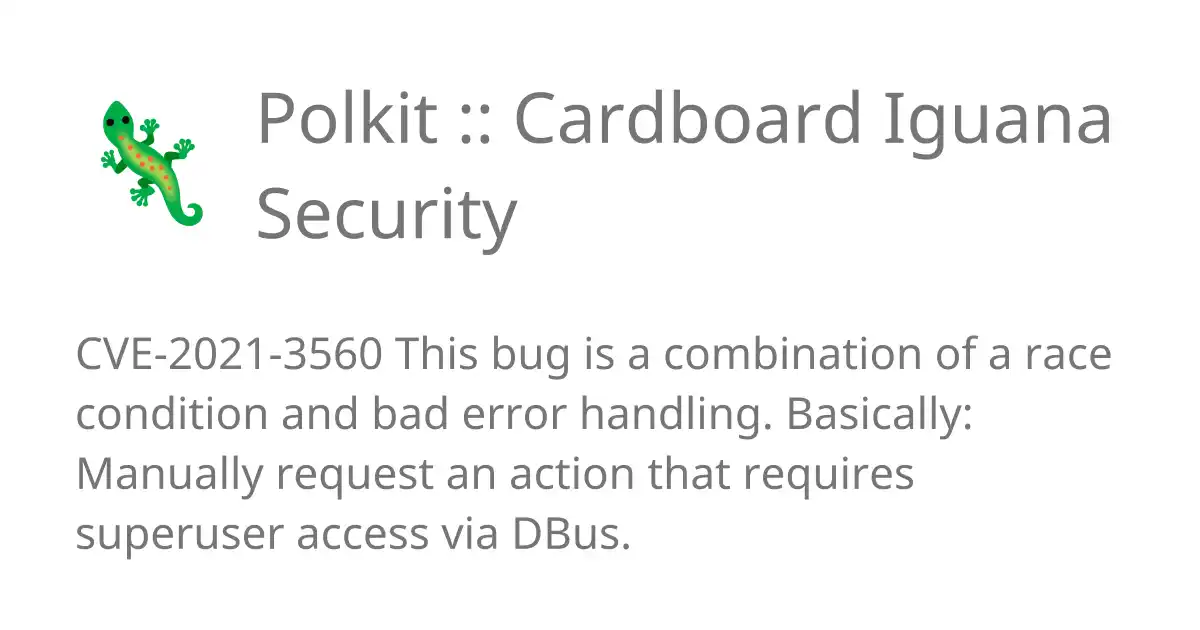 Polkit :: Cardboard Iguana
Security
CVE-2021-3560 This bug is a combination of a race
condition and bad error handling. Basically:
Manually request an action that requires
superuser access via DBus.